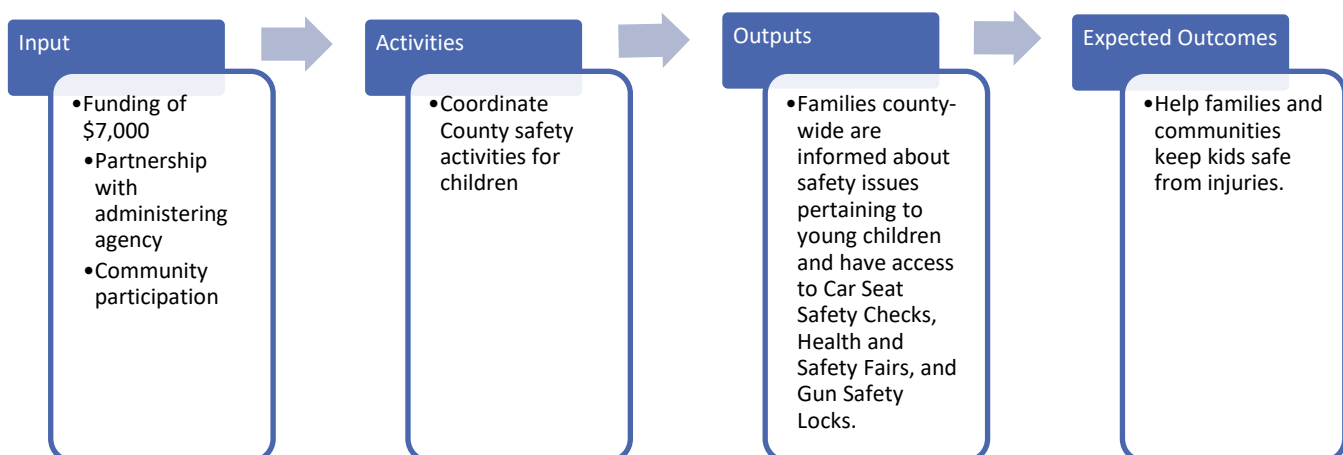 Input
•Funding of
$7,000
•Partnership
with
administering
agency
•Community
participation
Activities
•Coordinate
County safety
activities for
children
Outputs
•Families county-
wide are
informed about
safety issues
pertaining to
young children
and have access
to Car Seat
Safety Checks,
Health and
Safety Fairs, and
Gun Safety
Locks.
Expected Outcomes
•Help families and
communities
keep kids safe
from injuries.